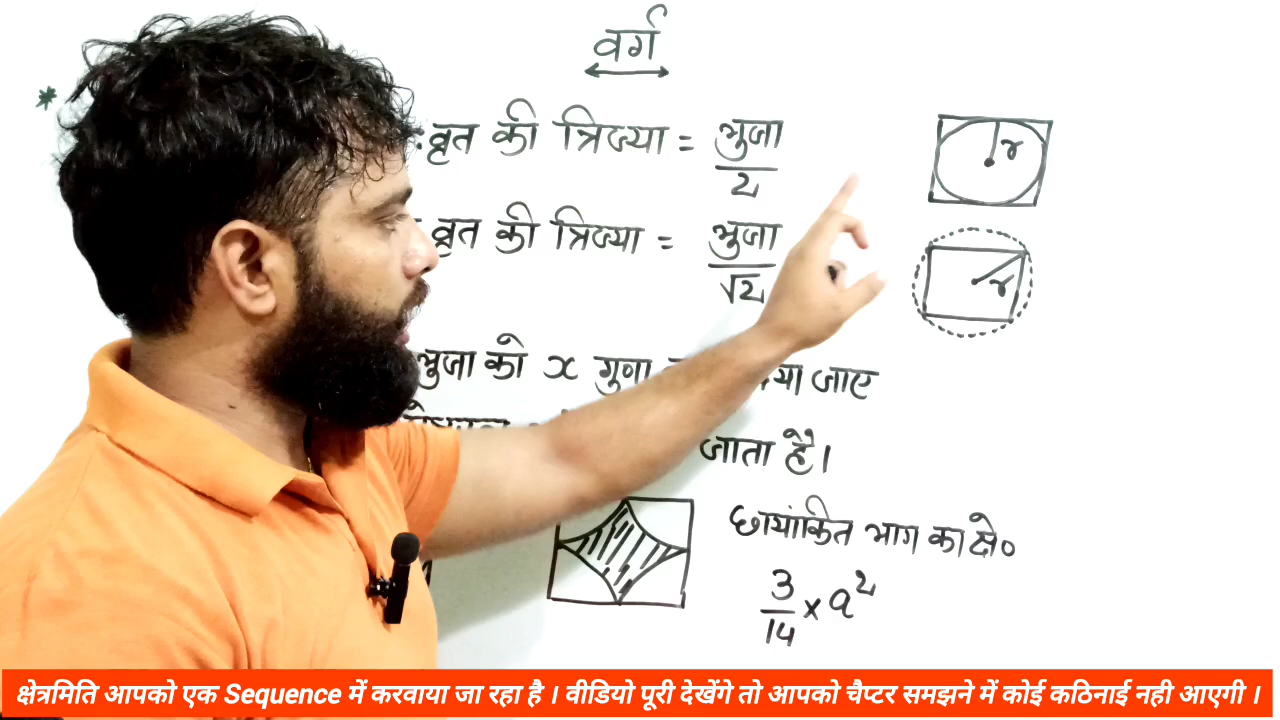 वर्ग
*
:वृत की त्रिज्या = भुजा/2
r
वृत की त्रिज्या = भुजा/√2
r
भुजा को x गुना जाए
जाता है।
छायांकित भाग का क्षे०
3/14 × a²
क्षेत्रमिति आपको एक Sequence में करवाया जा रहा है । वीडियो पूरी देखेंगे तो आपको चैप्टर समझने में कोई कठिनाई नही आएगी ।